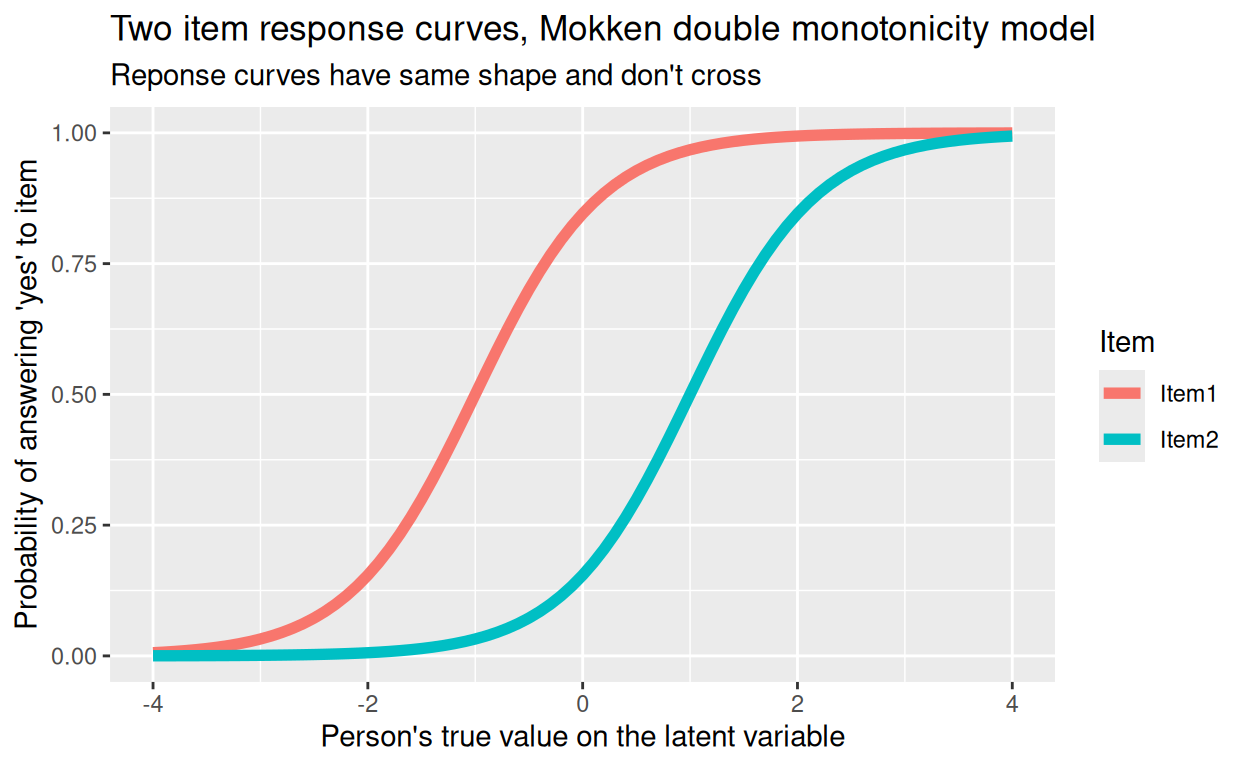 Two item response curves, Mokken double monotonicity model
Reponse curves have same shape and don't cross
Probability of answering 'yes' to item
1.00
0.75
0.50
0.25
0.00
-4
-2
0
2
4
Person's true value on the latent variable
Item
Item1
Item2